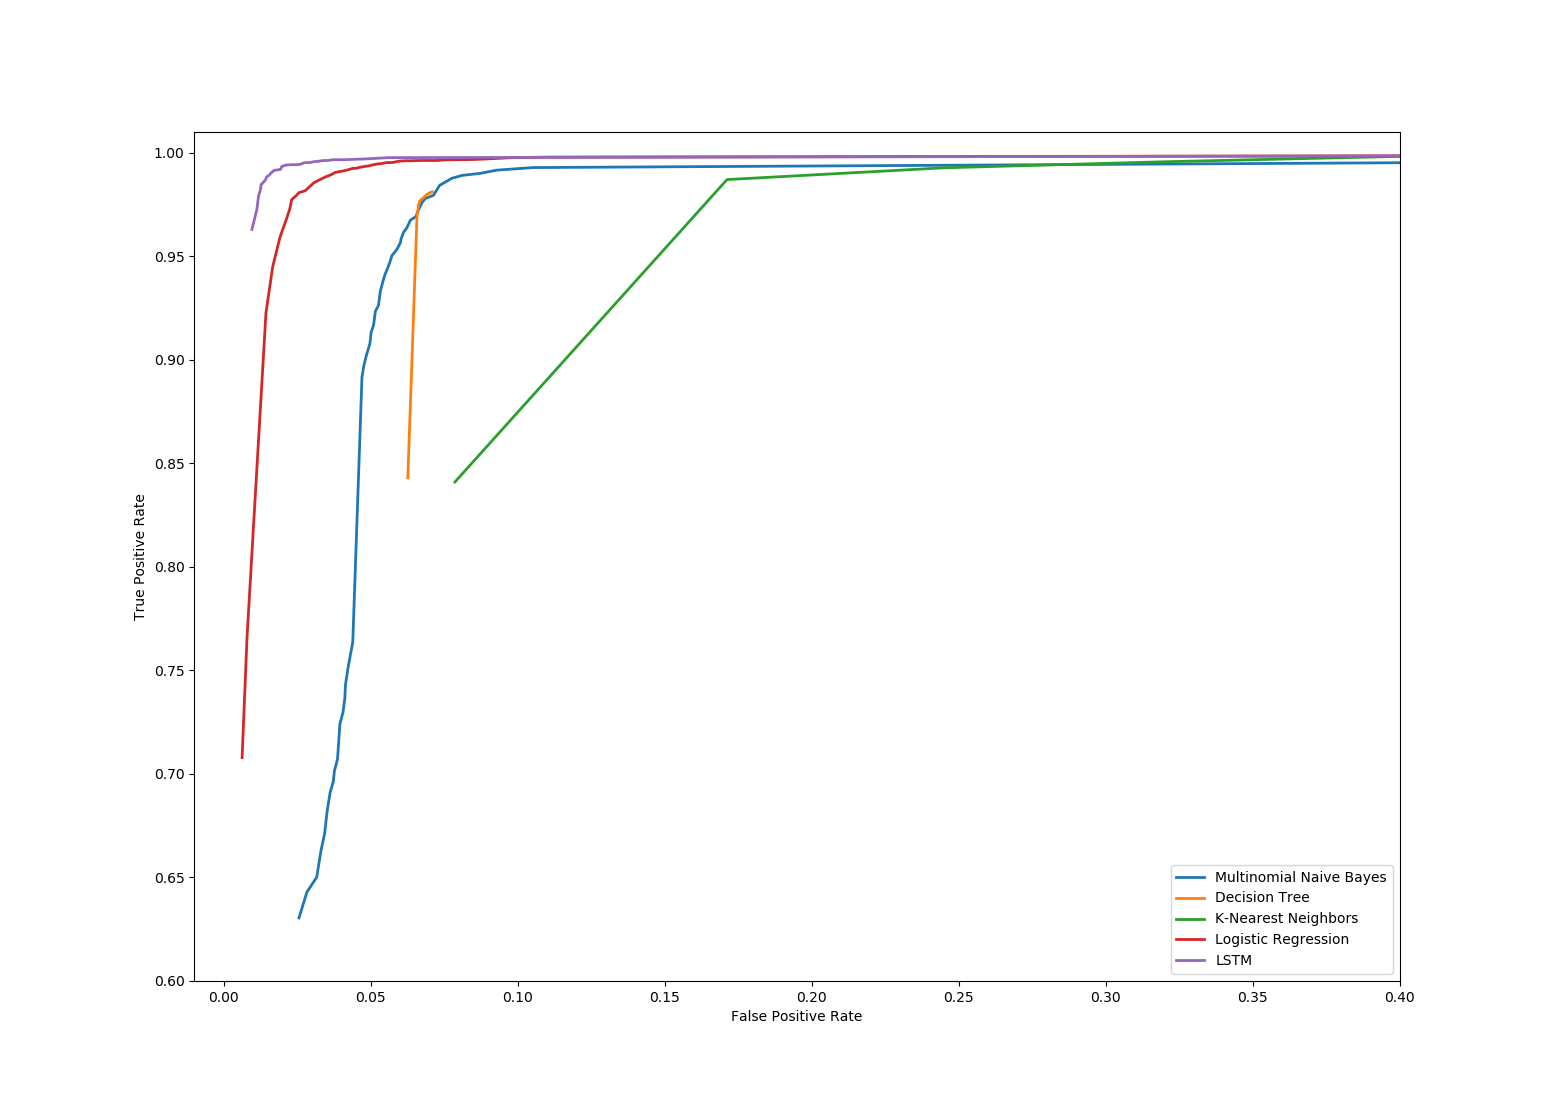 1.00
0.95
0.90
0.85
0.80
0.75
0.70
0.65
0.60
True Positive Rate
0.00 0.05 0.10 0.15 0.20 0.25 0.30 0.35 0.40
False Positive Rate
Multinomial Naive Bayes
Decision Tree
K-Nearest Neighbors
Logistic Regression
LSTM